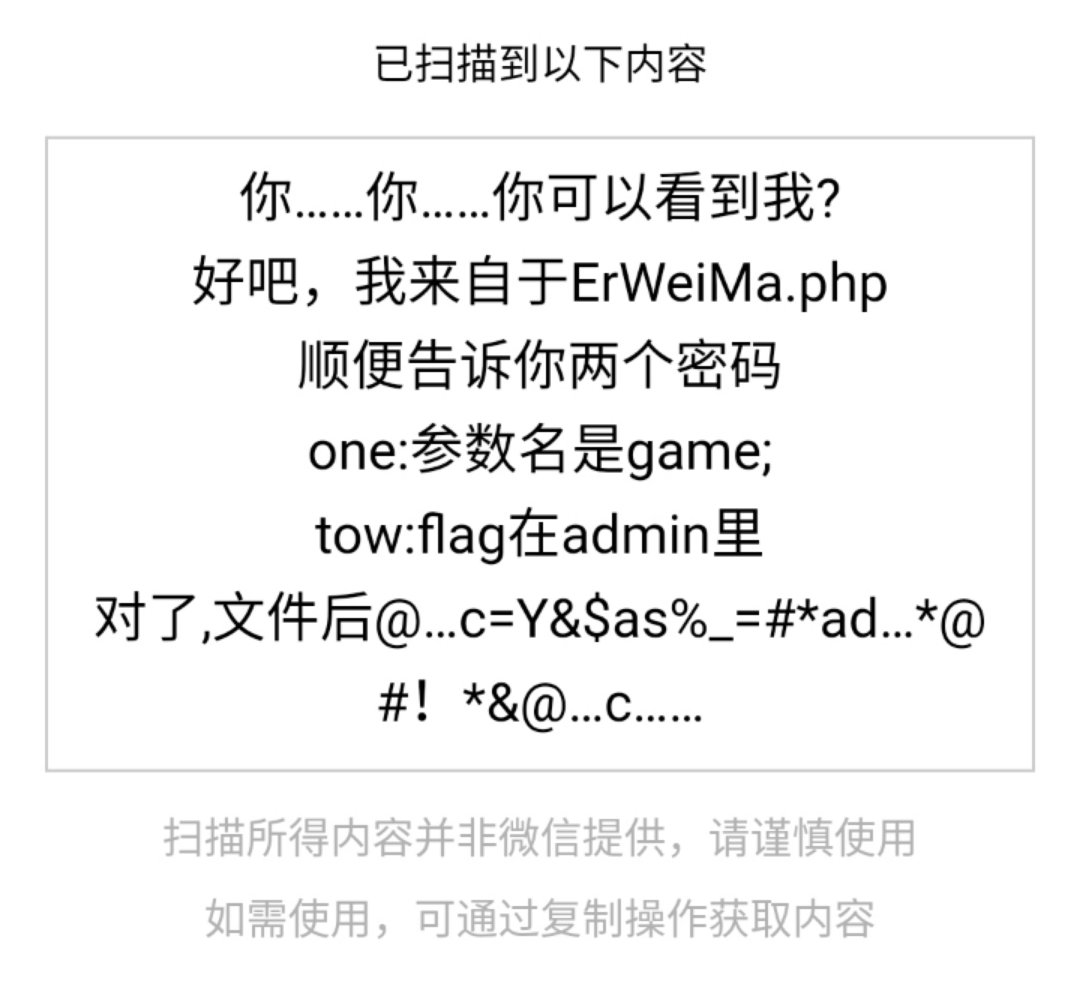 已扫描到以下内容
你……你……你可以看到我?
好吧，我来自于ErWeiMa.php
顺便告诉你两个密码
one:参数名是game;
tow:flag在admin里
对了,文件后@…c=Y&$as%_=#*ad…*@
#！*&@…c……
扫描所得内容并非微信提供，请谨慎使用
如需使用，可通过复制操作获取内容